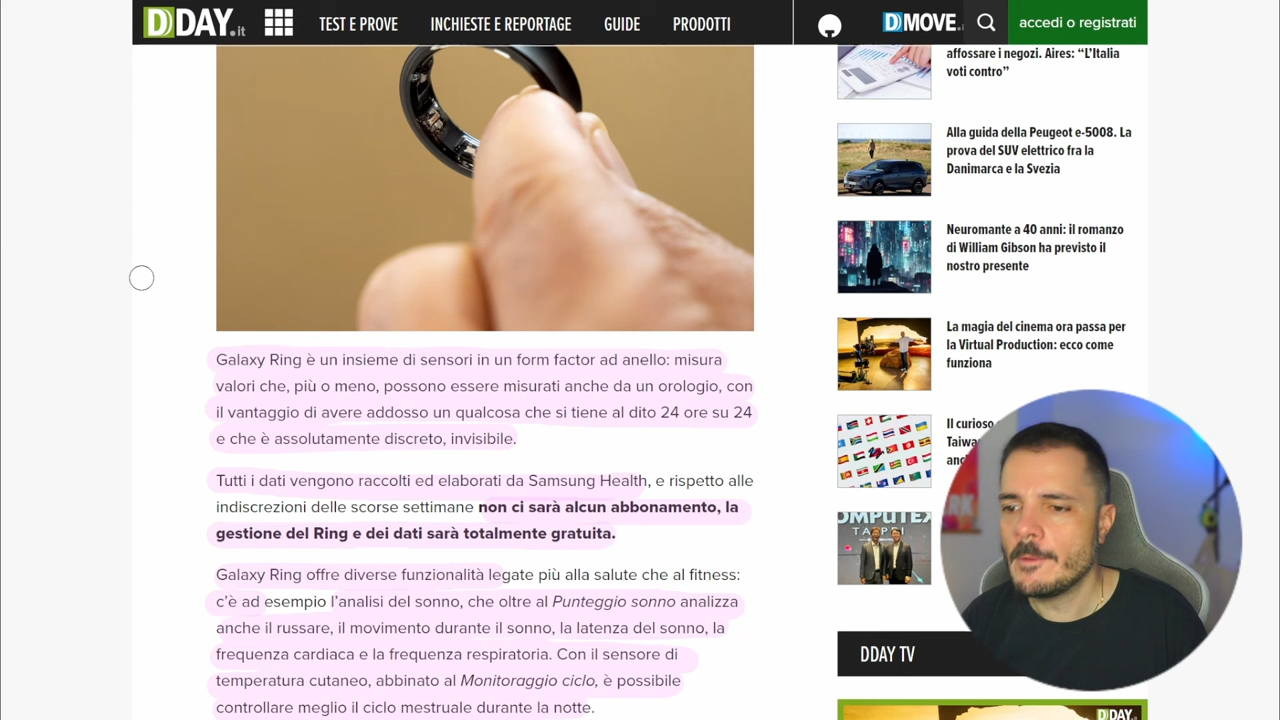 DDAY.it
TEST E PROVE
INCHIESTE E REPORTAGE
GUIDE
PRODOTTI
DMOVE.
accedi o registrati
affossare i negozi. Aires: “L’Italia
voti contro”
Alla guida della Peugeot e-5008. La
prova del SUV elettrico fra la
Danimarca e la Svezia
Neuromante a 40 anni: il romanzo
di William Gibson ha previsto il
nostro presente
La magia del cinema ora passa per
la Virtual Production: ecco come
funziona
Il curioso
COMPUTEX
TAIPEI
DDAY TV
DDAY.it
Galaxy Ring è un insieme di sensori in un form factor ad anello: misura
valori che, più o meno, possono essere misurati anche da un orologio, con
il vantaggio di avere addosso un qualcosa che si tiene al dito 24 ore su 24
e che è assolutamente discreto, invisibile.
Tutti i dati vengono raccolti ed elaborati da Samsung Health, e rispetto alle
indiscrezioni delle scorse settimane non ci sarà alcun abbonamento, la
gestione del Ring e dei dati sarà totalmente gratuita.
Galaxy Ring offre diverse funzionalità legate più alla salute che al fitness:
c’è ad esempio l’analisi del sonno, che oltre al Punteggio sonno analizza
anche il russare, il movimento durante il sonno, la latenza del sonno, la
frequenza cardiaca e la frequenza respiratoria. Con il sensore di
temperatura cutaneo, abbinato al Monitoraggio ciclo, è possibile
controllare meglio il ciclo mestruale durante la notte.